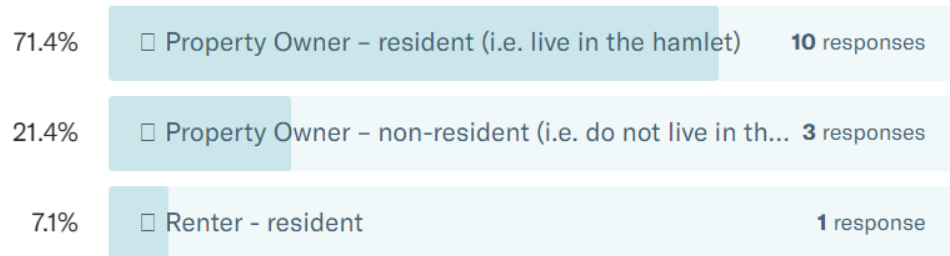 71.4% □ Property Owner – resident (i.e. live in the hamlet) 10 responses
21.4% □ Property Owner – non-resident (i.e. do not live in th... 3 responses
7.1% □ Renter - resident 1 response